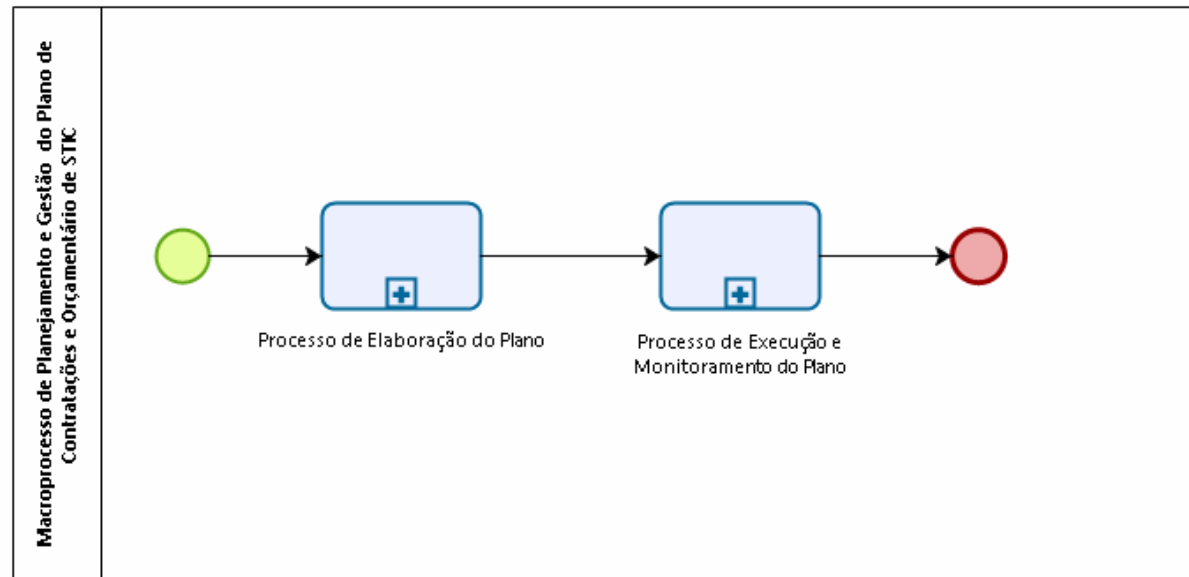 Macroprocesso de Planejamento e Gestão do Plano de
Contratações e Orçamentário de STIC
Processo de Elaboração do Plano
Processo de Execução e
Monitoramento do Plano